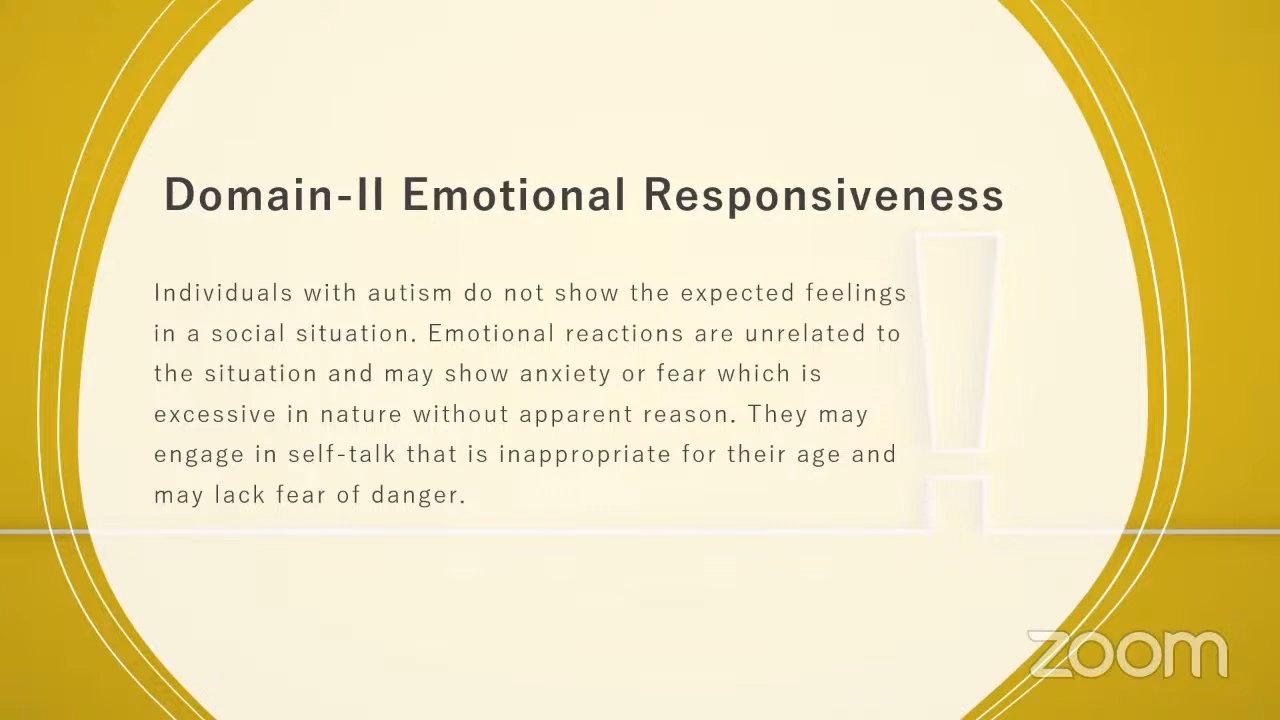 Domain-II Emotional Responsiveness
Individuals with autism do not show the expected feelings
in a social situation. Emotional reactions are unrelated to
the situation and may show anxiety or fear which is
excessive in nature without apparent reason. They may
engage in self-talk that is inappropriate for their age and
may lack fear of danger.
zoom